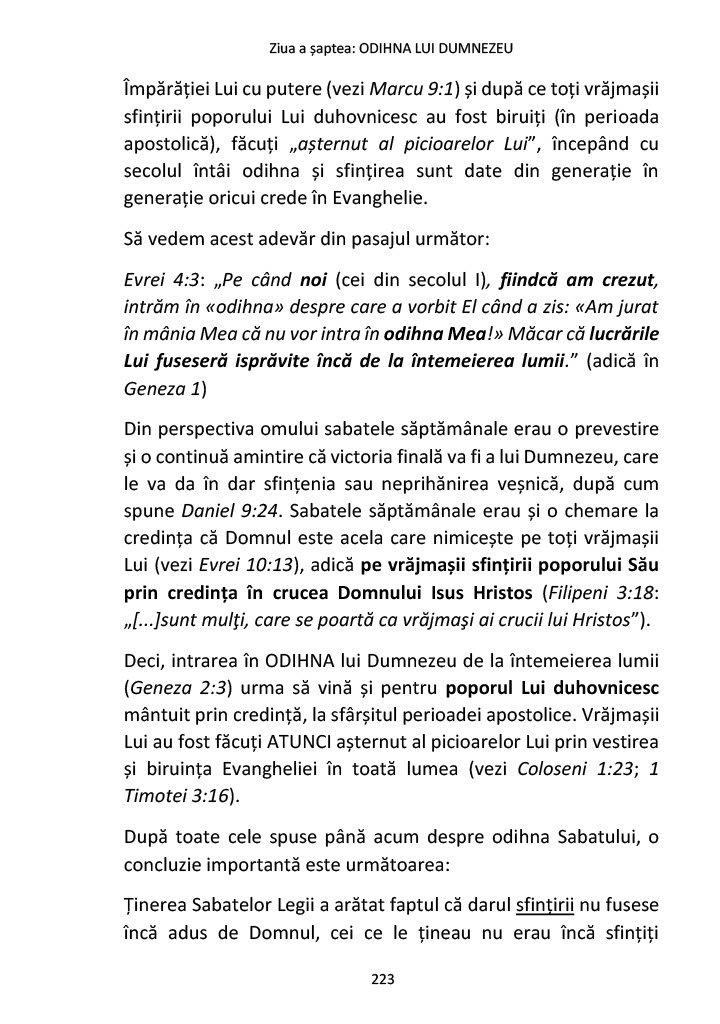 Ziua a șaptea: ODIHNA LUI DUMNEZEU
Împărăției Lui cu putere (vezi Marcu 9:1) și după ce toți vrăjmașii
sfințirii poporului Lui duhovnicesc au fost biruiți (în perioada
apostolică), făcuți „așternut al picioarelor Lui”, începând cu
secolul întâi odihna și sfințirea sunt date din generație în
generație oricui crede în Evanghelie.
Să vedem acest adevăr din pasajul următor:
Evrei 4:3: „Pe când noi (cei din secolul I), fiindcă am crezut,
intrăm în «odihna» despre care a vorbit El când a zis: «Am jurat
în mânia Mea că nu vor intra în odihna Mea!» Măcar că lucrările
Lui fuseseră isprăvite încă de la întemeierea lumii.” (adică în
Geneza 1)
Din perspectiva omului sabatele săptămânale erau o prevestire
și o continuă amintire că victoria finală va fi a lui Dumnezeu, care
le va da în dar sfințenia sau neprihănirea veșnică, după cum
spune Daniel 9:24. Sabatele săptămânale erau și o chemare la
credința că Domnul este acela care nimicește pe toți vrăjmașii
Lui (vezi Evrei 10:13), adică pe vrăjmașii sfințirii poporului Său
prin credința în crucea Domnului Isus Hristos (Filipeni 3:18:
„[...]sunt mulţi, care se poartă ca vrăjmaşi ai crucii lui Hristos”).
Deci, intrarea în ODIHNA lui Dumnezeu de la întemeierea lumii
(Geneza 2:3) urma să vină și pentru poporul Lui duhovnicesc
mântuit prin credință, la sfârșitul perioadei apostolice. Vrăjmașii
Lui au fost făcuți ATUNCI așternut al picioarelor Lui prin vestirea
și biruința Evangheliei în toată lumea (vezi Coloseni 1:23; 1
Timotei 3:16).
După toate cele spuse până acum despre odihna Sabatului, o
concluzie importantă este următoarea:
Ținerea Sabatelor Legii a arătat faptul că darul sfințirii nu fusese
încă adus de Domnul, cei ce le țineau nu erau încă sfințiți
223